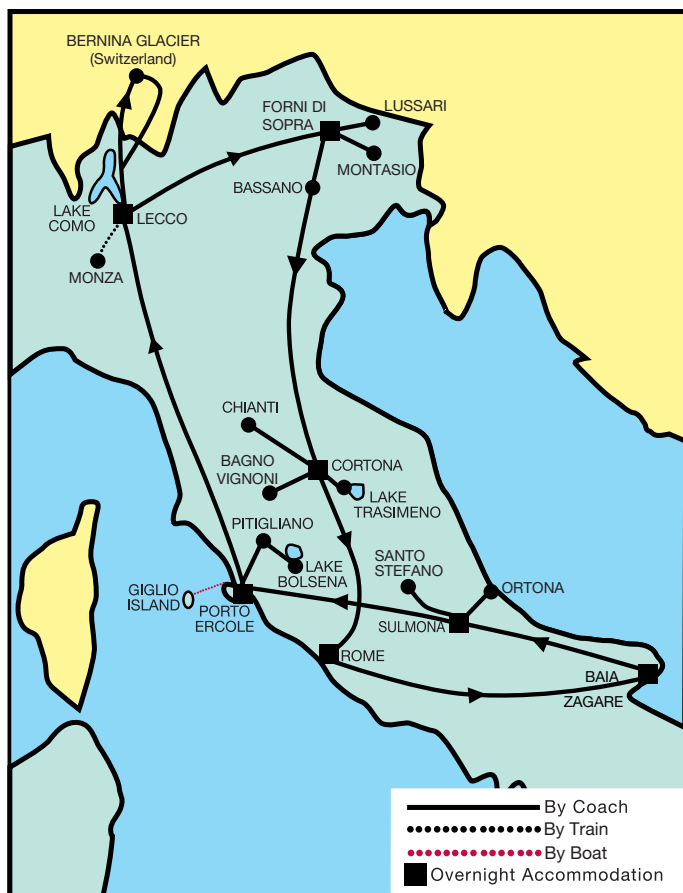 BERNINA GLACIER
(Switzerland)
FORNI DI
SOPRA
LUSSARI
MONTASIO
BASSANO
LAKE
COMO
LECCO
MONZA
CHIANTI
BAGNO
VIGNONI
CORTONA
LAKE
TRASIMENO
PITIGLIANO
LAKE
BOLSENA
SANTO
STEFANO
ORTONA
GIGLIO
ISLAND
PORTO
ERCOLE
SULMONA
ROME
BAIA
ZAGARE
By Coach
By Train
By Boat
Overnight Accommodation